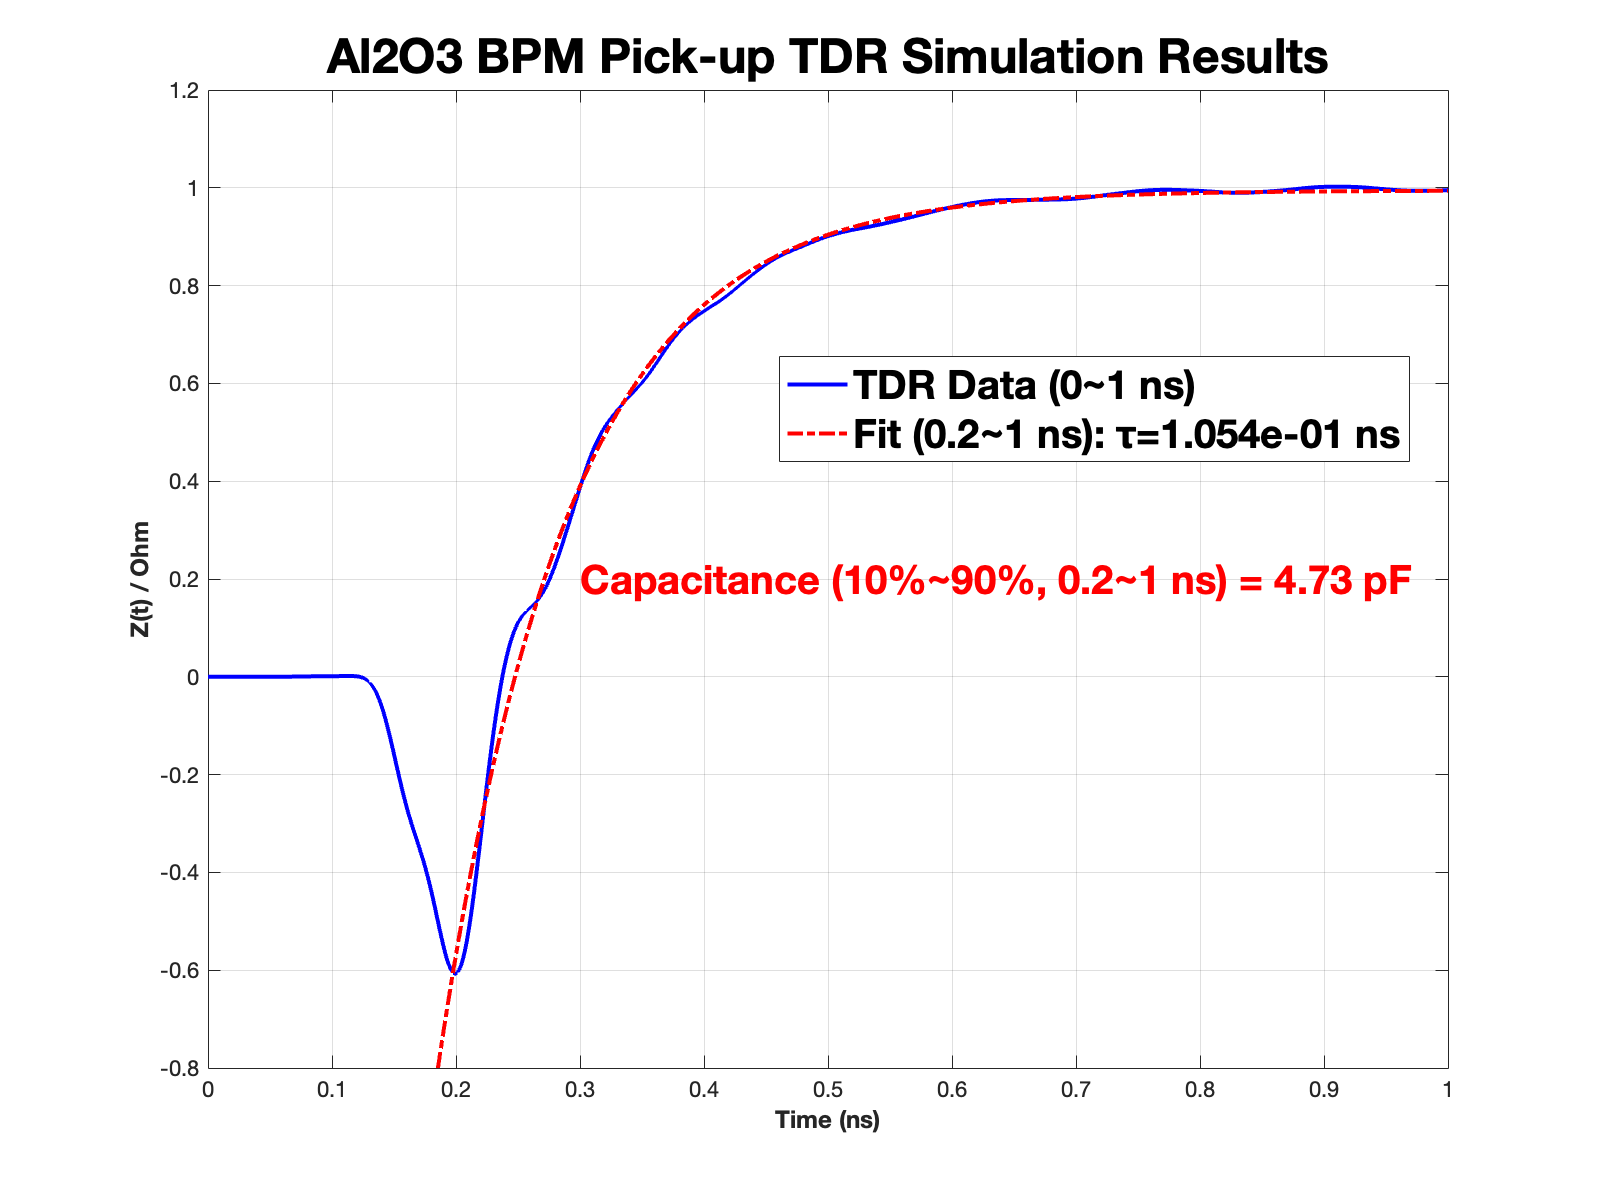 Al2O3 BPM Pick-up TDR Simulation Results
1.2
1
0.8
0.6
0.4
0.2
0
-0.2
-0.4
-0.6
-0.8
Z(t) / Ohm
TDR Data (0~1 ns)
Fit (0.2~1 ns): τ=1.054e-01 ns
Capacitance (10%~90%, 0.2~1 ns) = 4.73 pF
0 0.1 0.2 0.3 0.4 0.5 0.6 0.7 0.8 0.9 1
Time (ns)